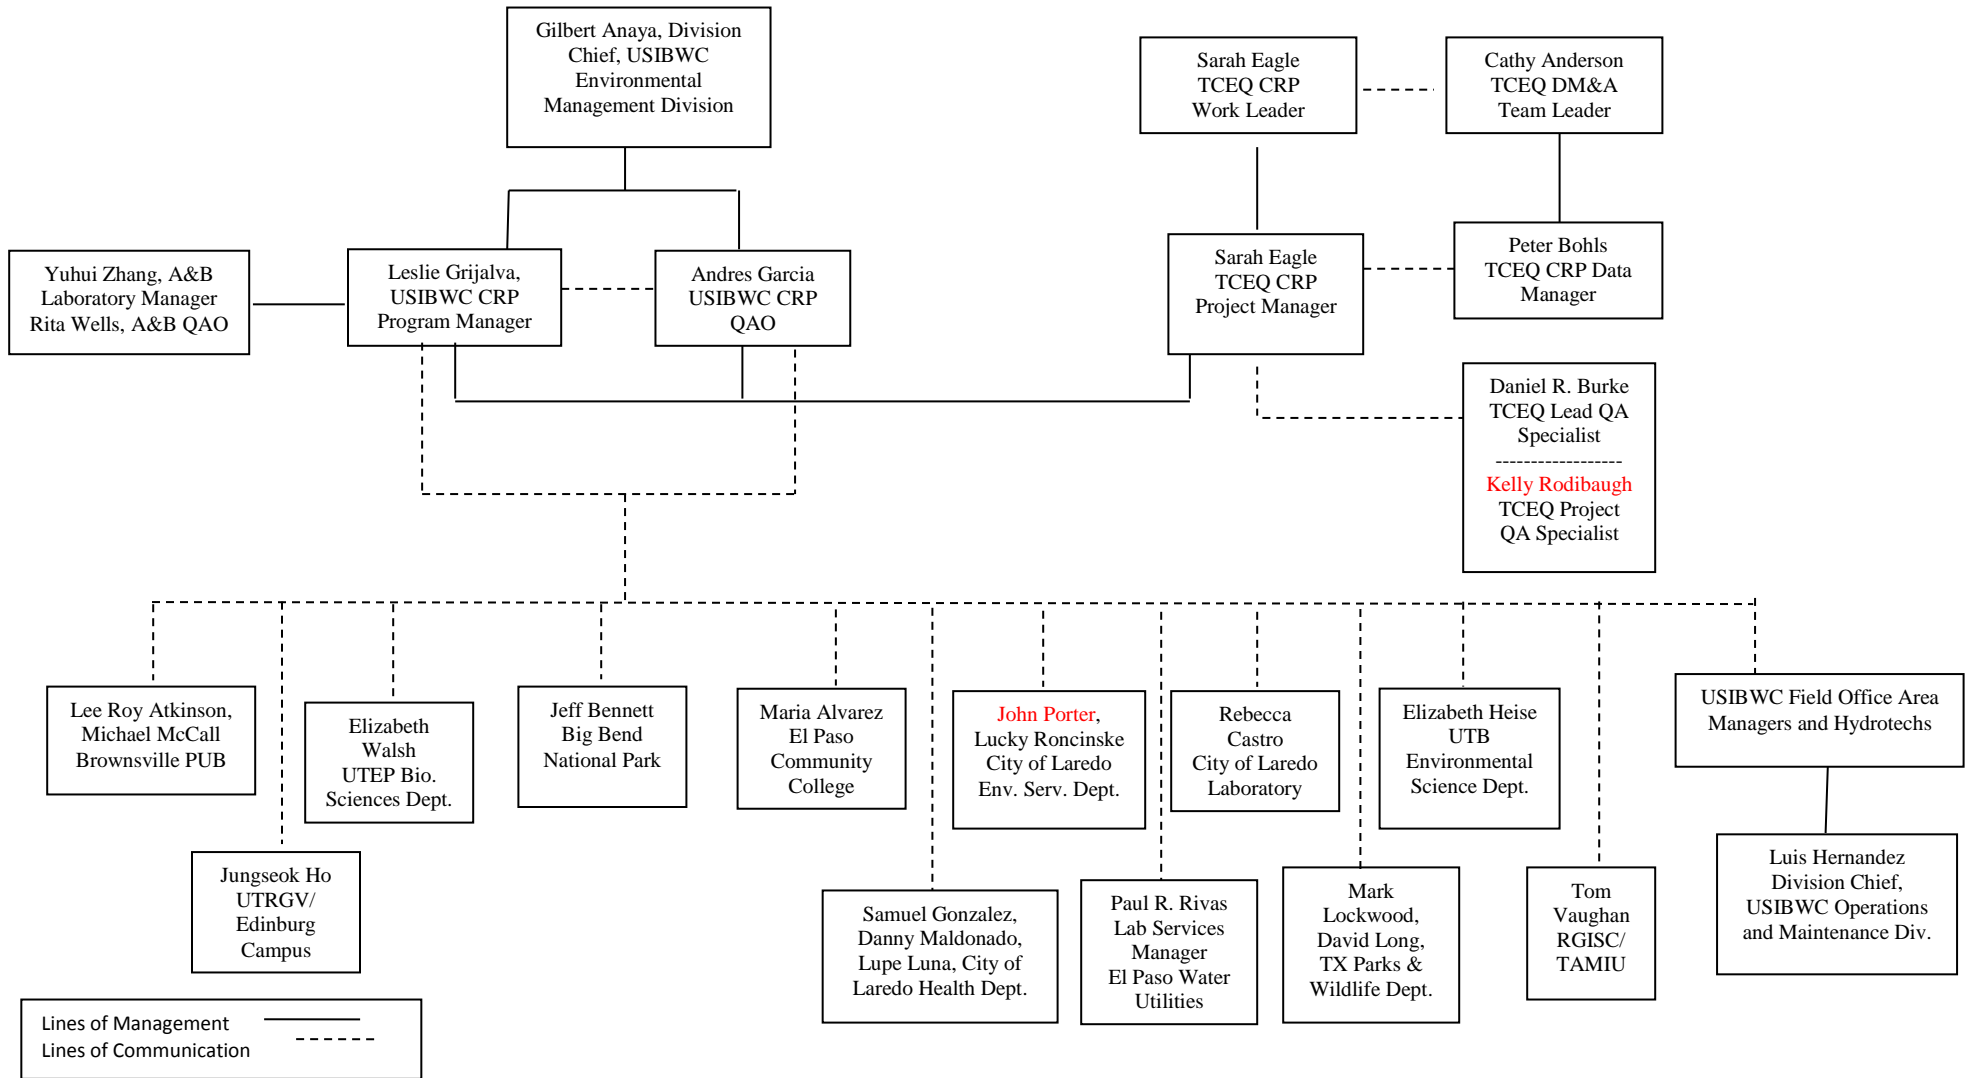 Gilbert Anaya, Division
Chief, USIBWC
Environmental
Management Division
Sarah Eagle
TCEQ CRP
Work Leader
Cathy Anderson
TCEQ DM&A
Team Leader
Yuhui Zhang, A&B
Laboratory Manager
Rita Wells, A&B QAO
Leslie Grijalva,
USIBWC CRP
Program Manager
Andres Garcia
USIBWC CRP
QAO
Sarah Eagle
TCEQ CRP
Project Manager
Peter Bohls
TCEQ CRP Data
Manager
Daniel R. Burke
TCEQ Lead QA
Specialist
------------------
Kelly Rodibaugh
TCEQ Project
QA Specialist
Lee Roy Atkinson,
Michael McCall
Brownsville PUB
Elizabeth
Walsh
UTEP Bio.
Sciences Dept.
Jeff Bennett
Big Bend
National Park
Maria Alvarez
El Paso
Community
College
John Porter,
Lucky Roncinske
City of Laredo
Env. Serv. Dept.
Rebecca
Castro
City of Laredo
Laboratory
Elizabeth Heise
UTB
Environmental
Science Dept.
USIBWC Field Office Area
Managers and Hydrotechs
Jungseok Ho
UTRGV/
Edinburg
Campus
Samuel Gonzalez,
Danny Maldonado,
Lupe Luna, City of
Laredo Health Dept.
Paul R. Rivas
Lab Services
Manager
El Paso Water
Utilities
Mark
Lockwood,
David Long,
TX Parks &
Wildlife Dept.
Tom
Vaughan
RGISC/
TAMIU
Luis Hernandez
Division Chief,
USIBWC Operations
and Maintenance Div.
Lines of Management
Lines of Communication